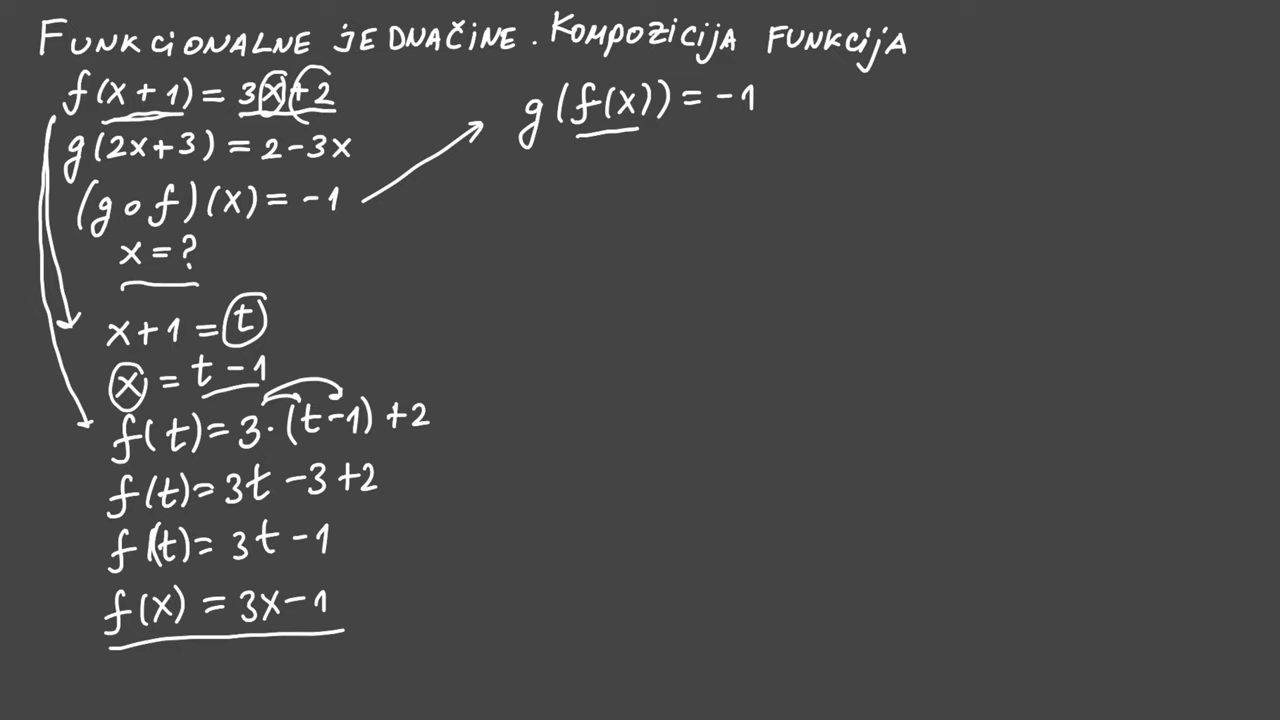 FUNKCIONALNE JEDNAČINE. KOMPOZICIJA FUNKCIJA
f(x+1) = 3x+2
g(2x+3) = 2-3x
(g∘f)(x) = -1
x = ?
x+1 = t
x = t-1
f(t) = 3·(t-1)+2
f(t) = 3t-3+2
f(t) = 3t-1
f(x) = 3x-1
g(f(x)) = -1